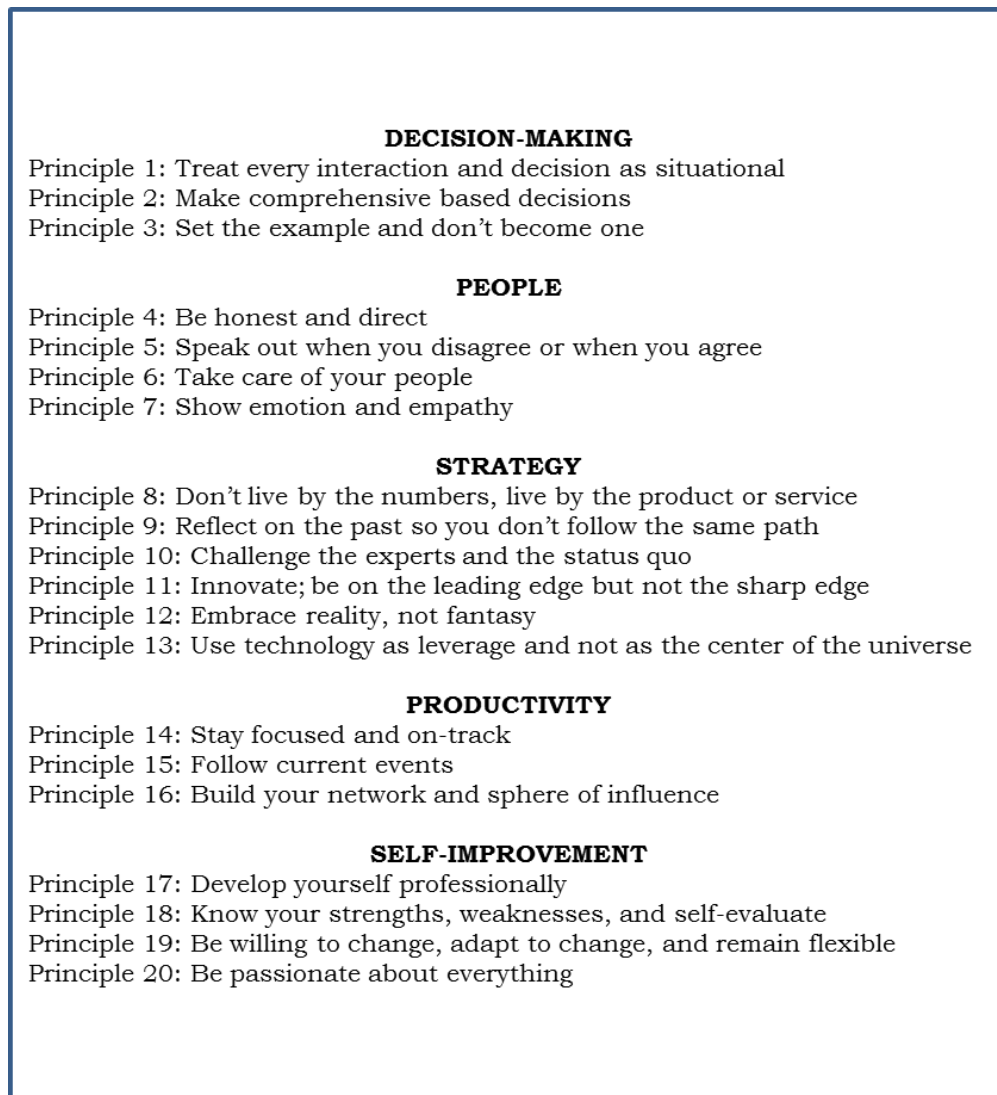 DECISION-MAKING
Principle 1: Treat every interaction and decision as situational
Principle 2: Make comprehensive based decisions
Principle 3: Set the example and don’t become one
PEOPLE
Principle 4: Be honest and direct
Principle 5: Speak out when you disagree or when you agree
Principle 6: Take care of your people
Principle 7: Show emotion and empathy
STRATEGY
Principle 8: Don’t live by the numbers, live by the product or service
Principle 9: Reflect on the past so you don’t follow the same path
Principle 10: Challenge the experts and the status quo
Principle 11: Innovate; be on the leading edge but not the sharp edge
Principle 12: Embrace reality, not fantasy
Principle 13: Use technology as leverage and not as the center of the universe
PRODUCTIVITY
Principle 14: Stay focused and on-track
Principle 15: Follow current events
Principle 16: Build your network and sphere of influence
SELF-IMPROVEMENT
Principle 17: Develop yourself professionally
Principle 18: Know your strengths, weaknesses, and self-evaluate
Principle 19: Be willing to change, adapt to change, and remain flexible
Principle 20: Be passionate about everything